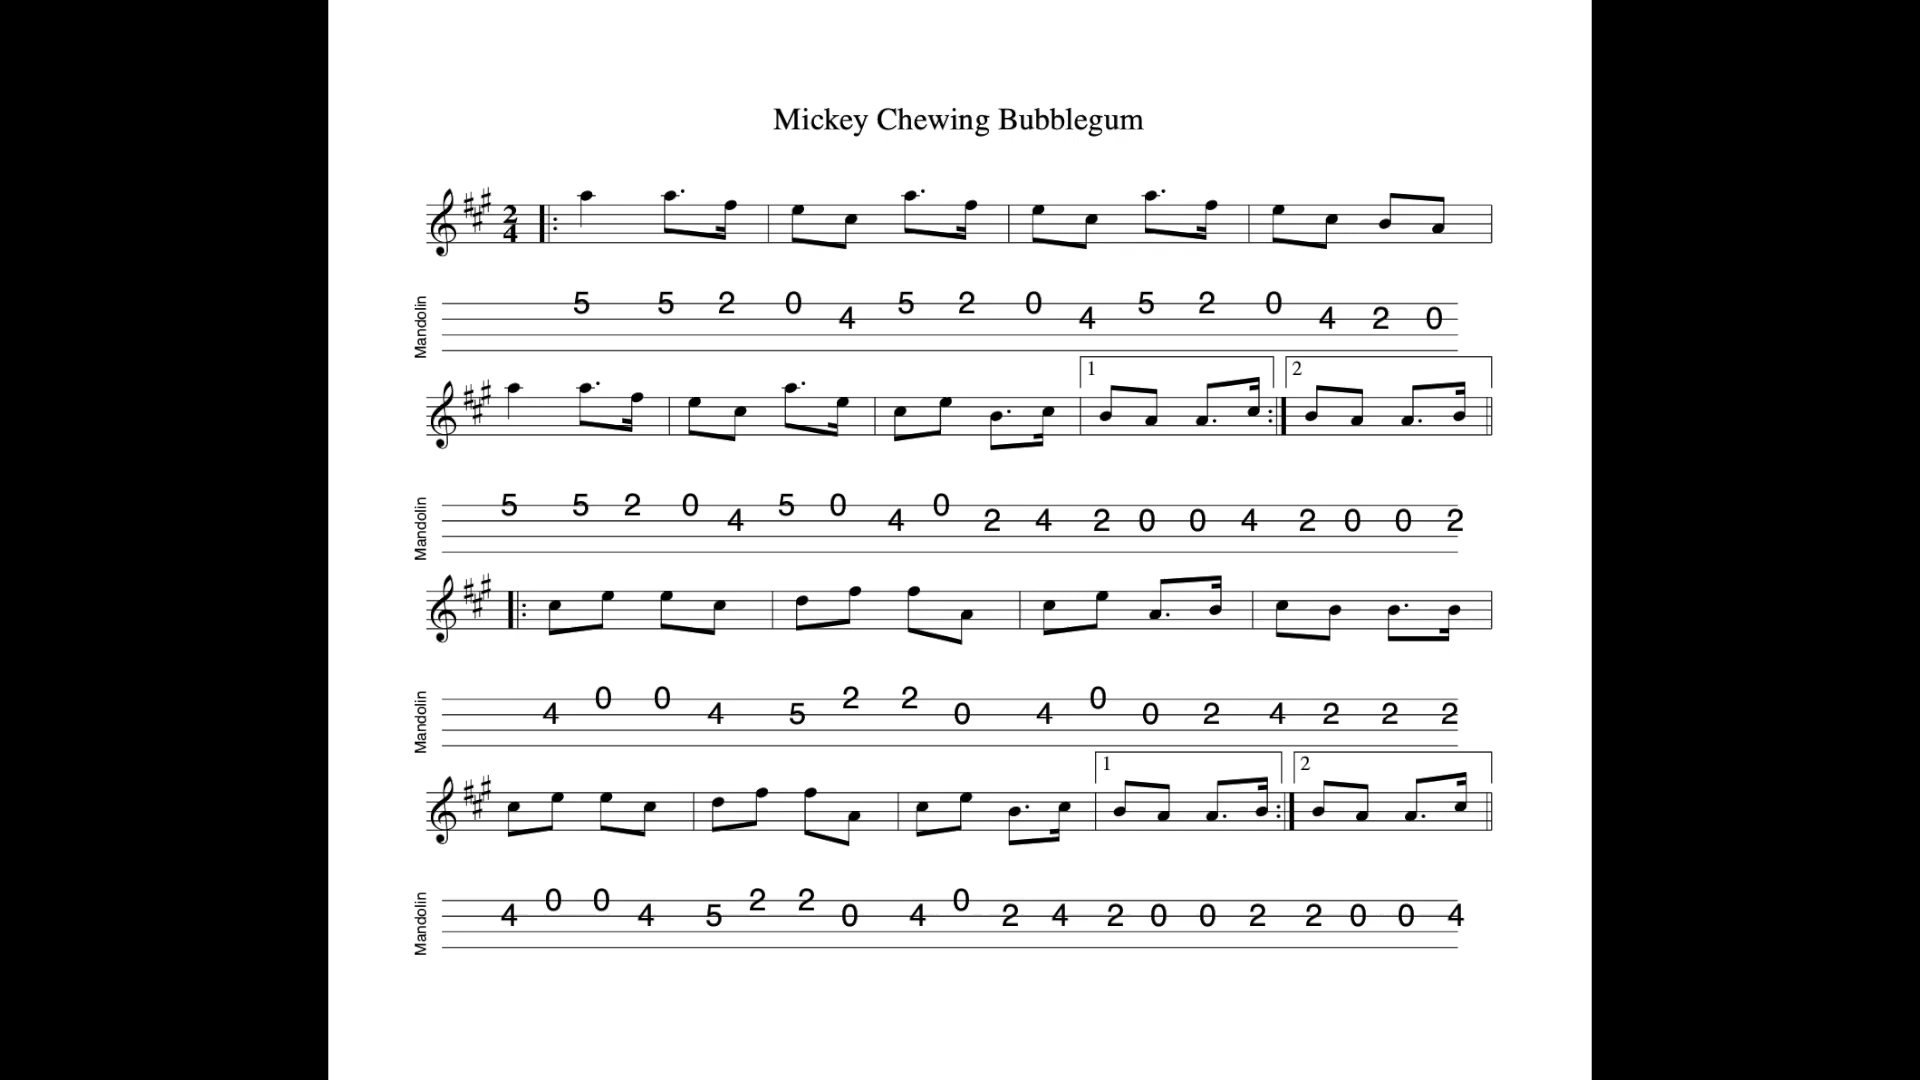 Mickey Chewing Bubblegum
2
4
Mandolin
5 5 2 0 4 5 2 0 4 5 2 0 4 2 0
1 2
Mandolin
5 5 2 0 4 5 0 4 0 2 4 2 0 0 4 2 0 0 2
Mandolin
4 0 0 4 5 2 2 0 4 0 0 2 4 2 2 2
1 2
Mandolin
4 0 0 4 5 2 2 0 4 0 2 4 2 0 0 2 2 0 0 4